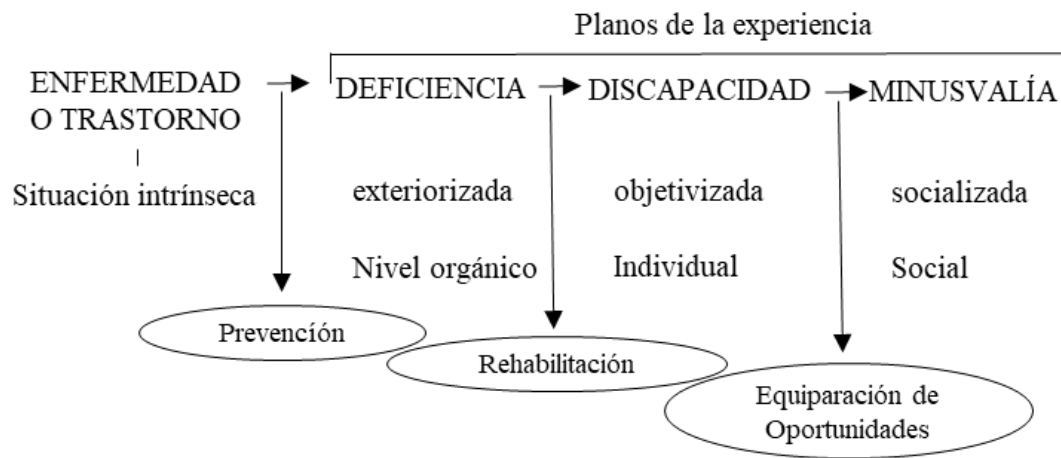 Planos de la experiencia
ENFERMEDAD
O TRASTORNO
DEFICIENCIA
DISCAPACIDAD
MINUSVALÍA
Situación intrínseca
exteriorizada
objetivizada
socializada
Nivel orgánico
Individual
Social
Prevencíón
Rehabilitación
Equiparación de
Oportunidades